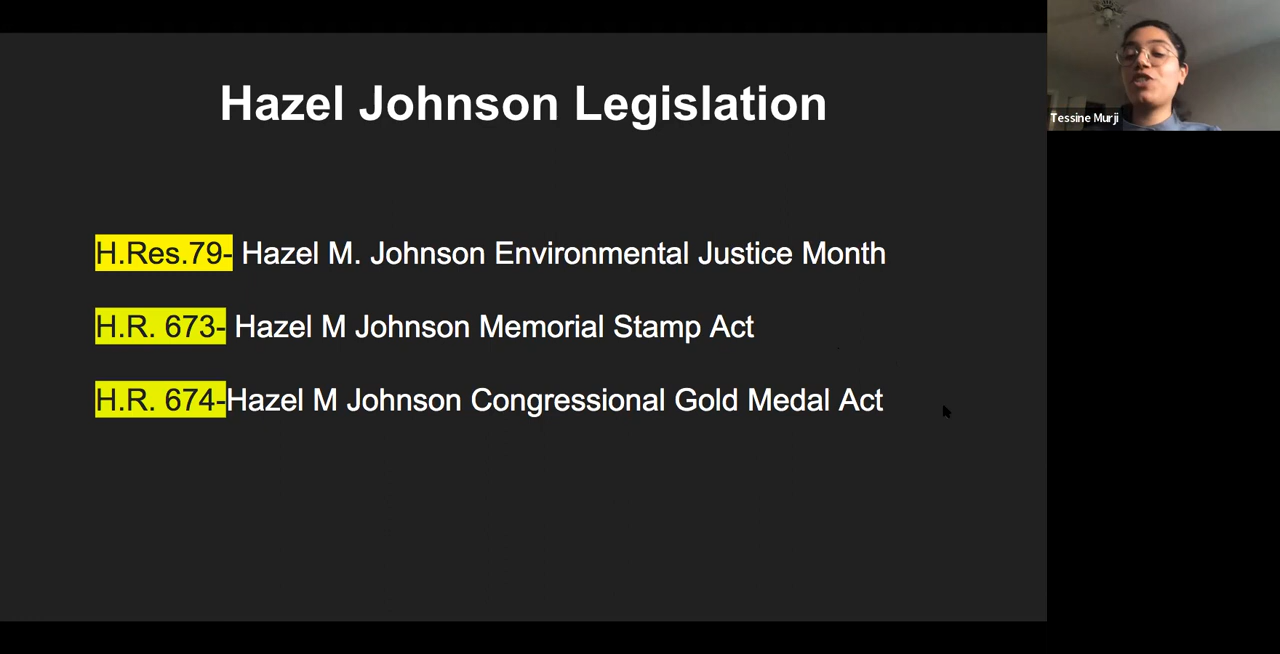 Hazel Johnson Legislation
H.Res.79- Hazel M. Johnson Environmental Justice Month
H.R. 673- Hazel M Johnson Memorial Stamp Act
H.R. 674-Hazel M Johnson Congressional Gold Medal Act
Tessine Murji